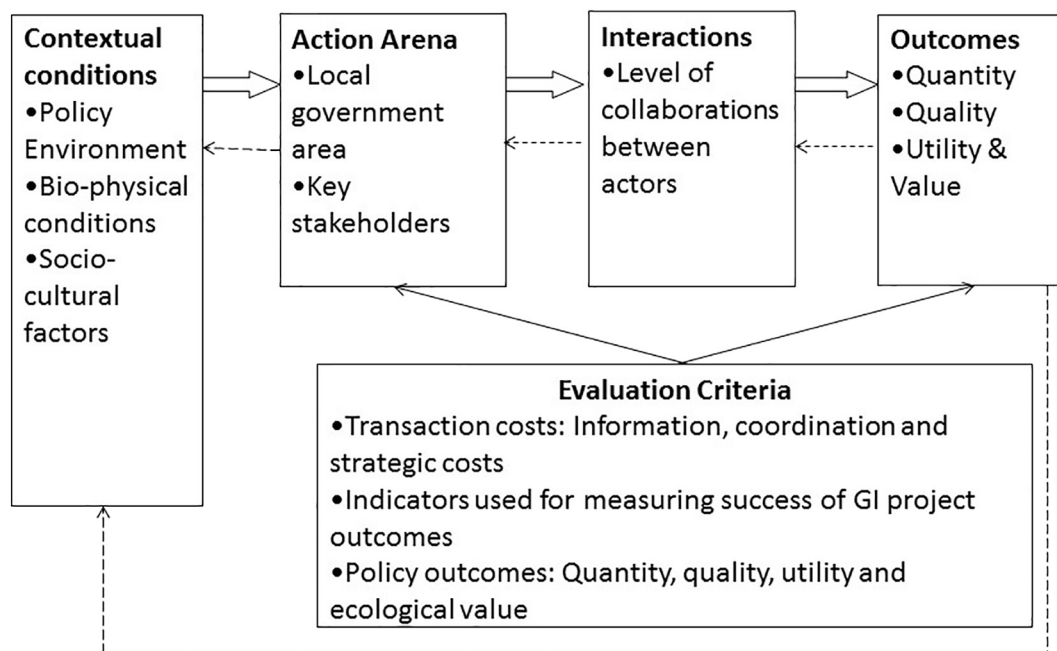 Contextual
conditions
•Policy
Environment
•Bio-physical
conditions
•Socio-
cultural
factors
Action Arena
•Local
government
area
•Key
stakeholders
Interactions
•Level of
collaborations
between
actors
Outcomes
•Quantity
•Quality
•Utility &
Value
Evaluation Criteria
•Transaction costs: Information, coordination and
strategic costs
•Indicators used for measuring success of GI project
outcomes
•Policy outcomes: Quantity, quality, utility and
ecological value